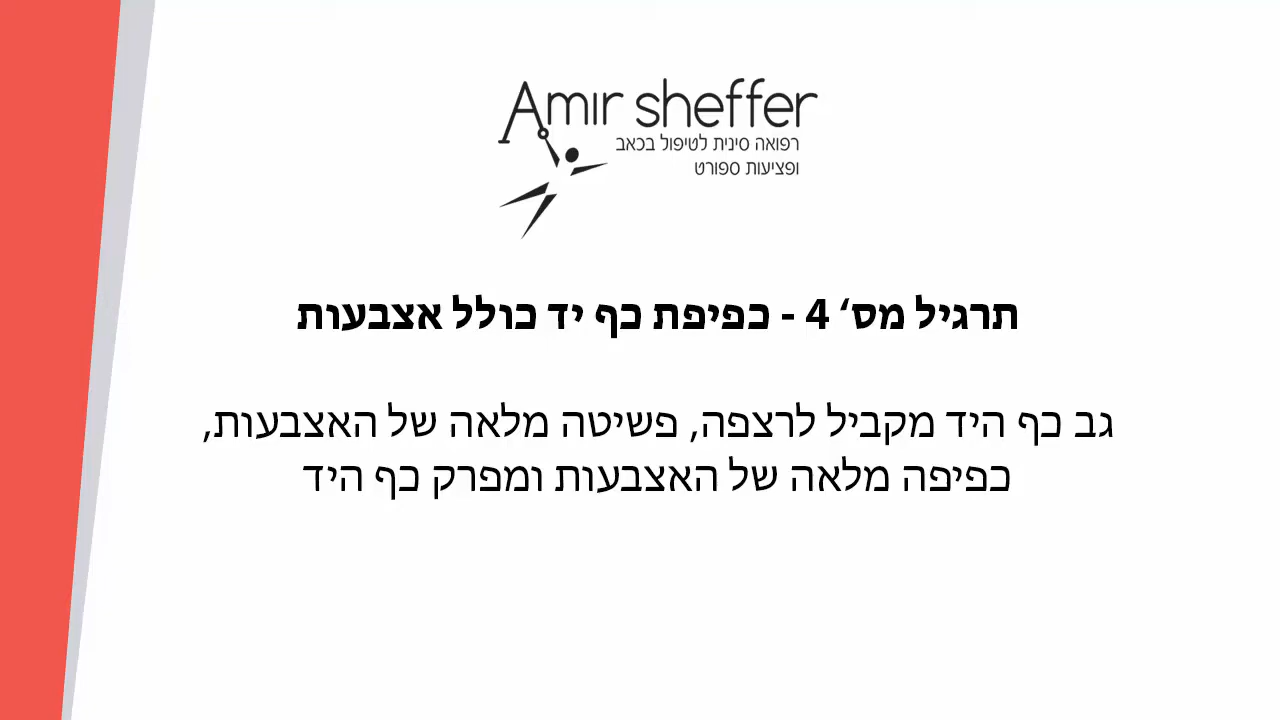 Amir sheffer
רפואה סינית לטיפול בכאב
ופציעות ספורט
תרגיל מס‘ 4 - כפיפת כף יד כולל אצבעות
גב כף היד מקביל לרצפה, פשיטה מלאה של האצבעות,
כפיפה מלאה של האצבעות ומפרק כף היד